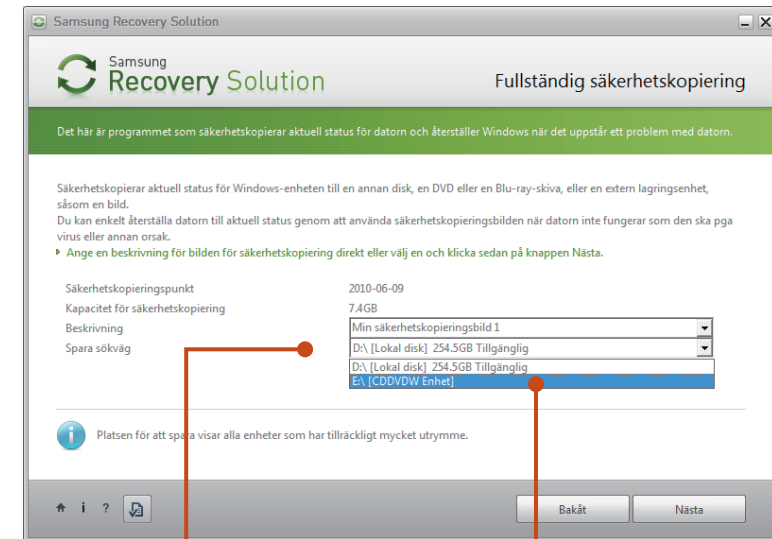 Samsung Recovery Solution
Samsung
Recovery Solution
Fullständig säkerhetskopiering
Det här är programmet som säkerhetskopierar aktuell status för datorn och återställer Windows när det uppstår ett problem med datorn.
Säkerhetskopierar aktuell status för Windows-enheten till en annan disk, en DVD eller en Blu-ray-skiva, eller en extern lagringsenhet,
såsom en bild.
Du kan enkelt återställa datorn till aktuell status genom att använda säkerhetskopieringsbilden när datorn inte fungerar som den ska pga
virus eller annan orsak.
Ange en beskrivning för bilden för säkerhetskopiering direkt eller välj en och klicka sedan på knappen Nästa.
Säkerhetskopieringspunkt 2010-06-09
Kapacitet för säkerhetskopiering 7.4GB
Beskrivning Min säkerhetskopieringsbild 1
Spara sökväg D:\ [Lokal disk] 254.5GB Tillgänglig
D:\ [Lokal disk] 254.5GB Tillgänglig
E:\ [CDDVDW Enhet]
Platsen för att spara visar alla enheter som har tillräckligt mycket utrymme.
i ? Bakåt Nästa